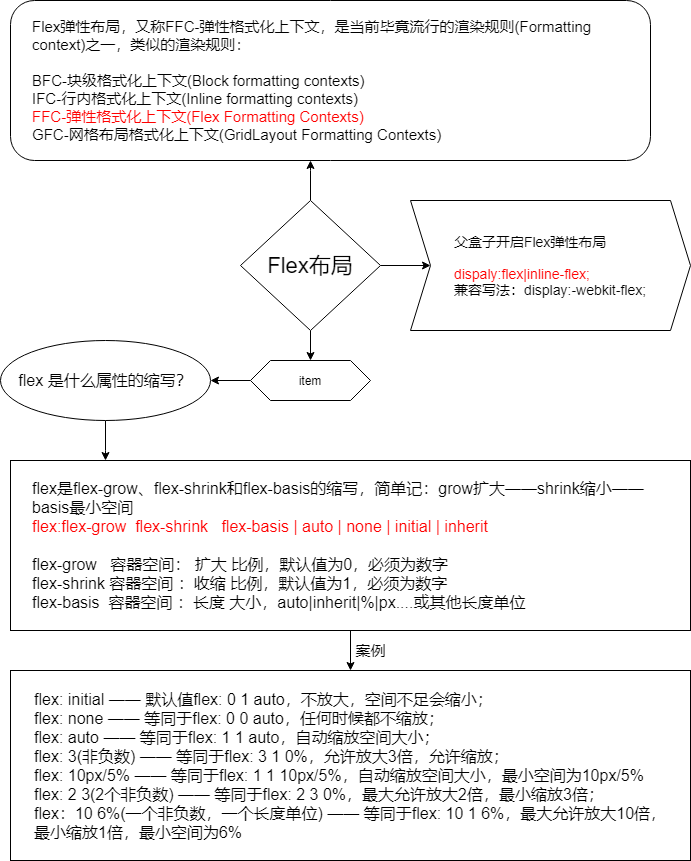 Flex弹性布局，又称FFC-弹性格式化上下文，是当前毕竟流行的渲染规则(Formatting
context)之一，类似的渲染规则：
BFC-块级格式化上下文(Block formatting contexts)
IFC-行内格式化上下文(Inline formatting contexts)
FFC-弹性格式化上下文(Flex Formatting Contexts)
GFC-网格布局格式化上下文(GridLayout Formatting Contexts)
Flex布局
父盒子开启Flex弹性布局
dispaly:flex|inline-flex;
兼容写法：display:-webkit-flex;
item
flex 是什么属性的缩写？
flex是flex-grow、flex-shrink和flex-basis的缩写，简单记：grow扩大——shrink缩小——
basis最小空间
flex:flex-grow flex-shrink flex-basis | auto | none | initial | inherit
flex-grow 容器空间： 扩大 比例，默认值为0，必须为数字
flex-shrink 容器空间 ：收缩 比例，默认值为1，必须为数字
flex-basis 容器空间 ：长度 大小，auto|inherit|%|px....或其他长度单位
案例
flex: initial —— 默认值flex: 0 1 auto，不放大，空间不足会缩小；
flex: none —— 等同于flex: 0 0 auto，任何时候都不缩放；
flex: auto —— 等同于flex: 1 1 auto，自动缩放空间大小；
flex: 3(非负数) —— 等同于flex: 3 1 0%，允许放大3倍，允许缩放；
flex: 10px/5% —— 等同于flex: 1 1 10px/5%，自动缩放空间大小，最小空间为10px/5%
flex: 2 3(2个非负数) —— 等同于flex: 2 3 0%，最大允许放大2倍，最小缩放3倍；
flex：10 6%(一个非负数，一个长度单位) —— 等同于flex: 10 1 6%，最大允许放大10倍，
最小缩放1倍，最小空间为6%